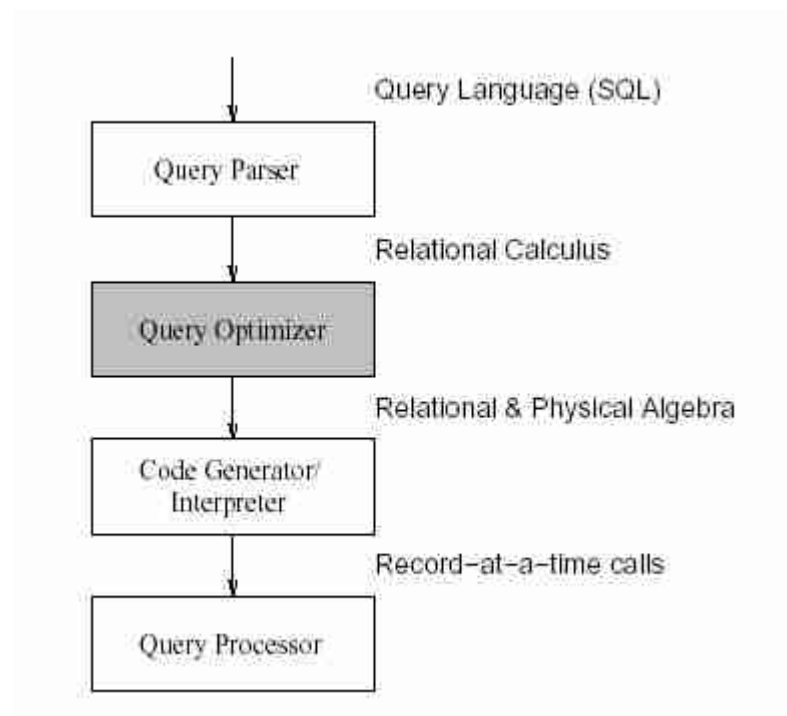 Query Language (SQL)
Query Parser
Relational Calculus
Query Optimizer
Relational & Physical Algebra
Code Generator/
Interpreter
Record−at−a−time calls
Query Processor